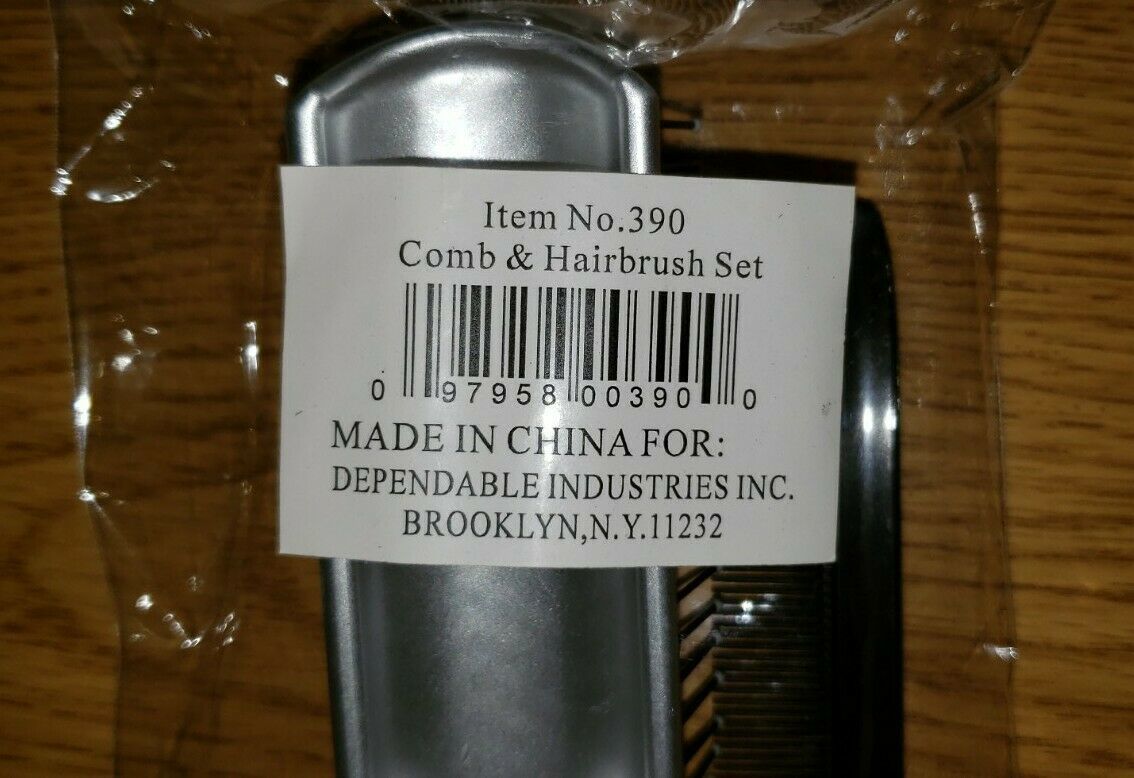 Item No.390
Comb & Hairbrush Set
0 97958 00390 0
MADE IN CHINA FOR:
DEPENDABLE INDUSTRIES INC.
BROOKLYN,N.Y.11232